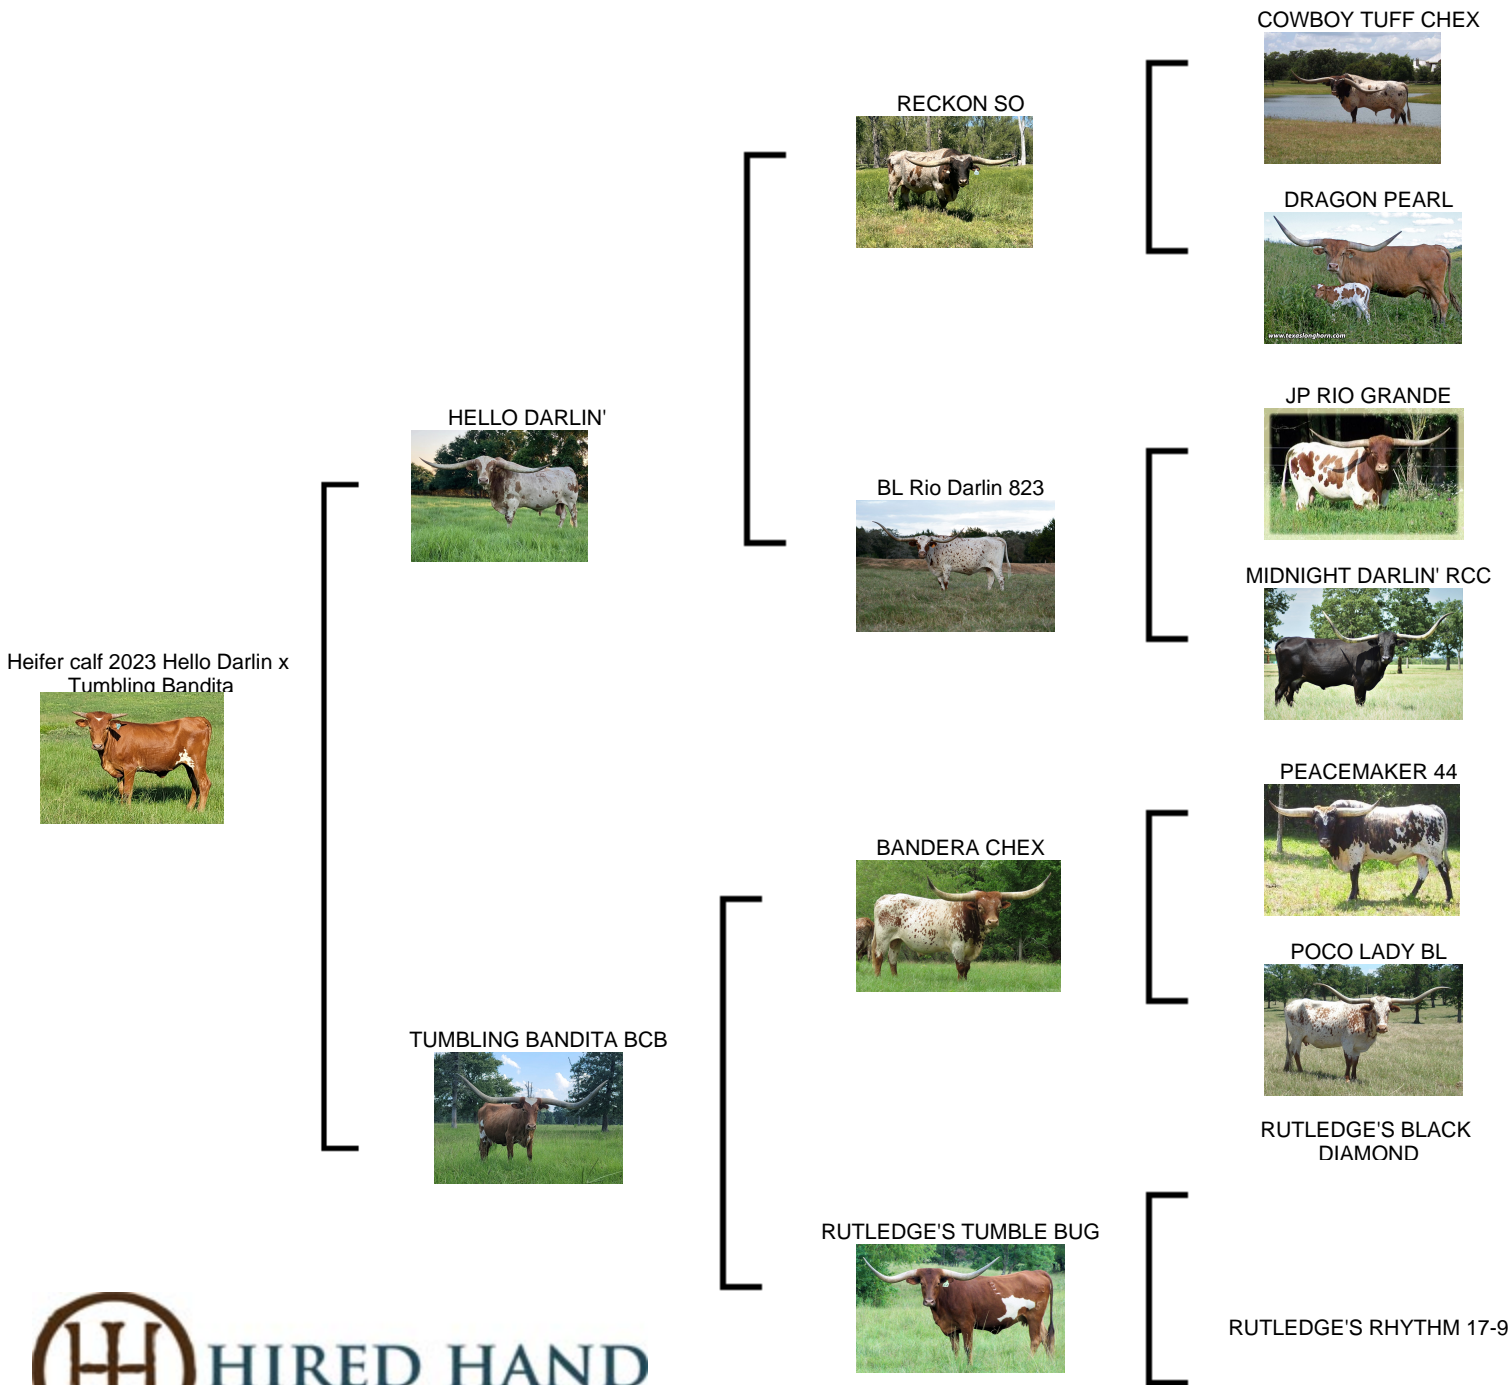 COWBOY TUFF CHEX
RECKON SO
DRAGON PEARL
www.texaslonghorn.com
JP RIO GRANDE
HELLO DARLIN'
BL Rio Darlin 823
MIDNIGHT DARLIN' RCC
Heifer calf 2023 Hello Darlin x
Tumbling Bandita
PEACEMAKER 44
BANDERA CHEX
POCO LADY BL
TUMBLING BANDITA BCB
RUTLEDGE'S BLACK
DIAMOND
RUTLEDGE'S TUMBLE BUG
RUTLEDGE'S RHYTHM 17-9
HIRED HAND